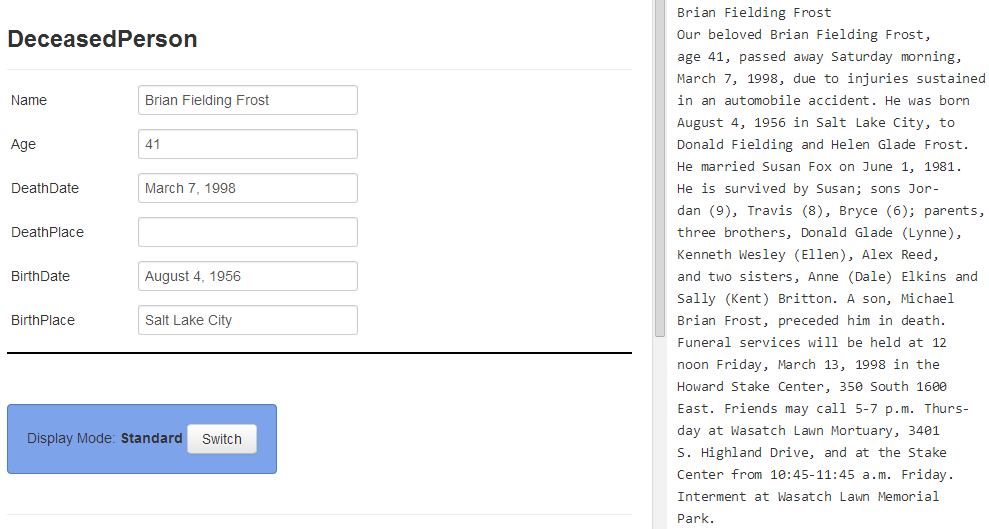 DeceasedPerson
Name Brian Fielding Frost
Age 41
DeathDate March 7, 1998
DeathPlace
BirthDate August 4, 1956
BirthPlace Salt Lake City
Display Mode: Standard Switch
Brian Fielding Frost
Our beloved Brian Fielding Frost,
age 41, passed away Saturday morning,
March 7, 1998, due to injuries sustained
in an automobile accident. He was born
August 4, 1956 in Salt Lake City, to
Donald Fielding and Helen Glade Frost.
He married Susan Fox on June 1, 1981.
He is survived by Susan; sons Jor-
dan (9), Travis (8), Bryce (6); parents,
three brothers, Donald Glade (Lynne),
Kenneth Wesley (Ellen), Alex Reed,
and two sisters, Anne (Dale) Elkins and
Sally (Kent) Britton. A son, Michael
Brian Frost, preceded him in death.
Funeral services will be held at 12
noon Friday, March 13, 1998 in the
Howard Stake Center, 350 South 1600
East. Friends may call 5-7 p.m. Thurs-
day at Wasatch Lawn Mortuary, 3401
S. Highland Drive, and at the Stake
Center from 10:45-11:45 a.m. Friday.
Interment at Wasatch Lawn Memorial
Park.